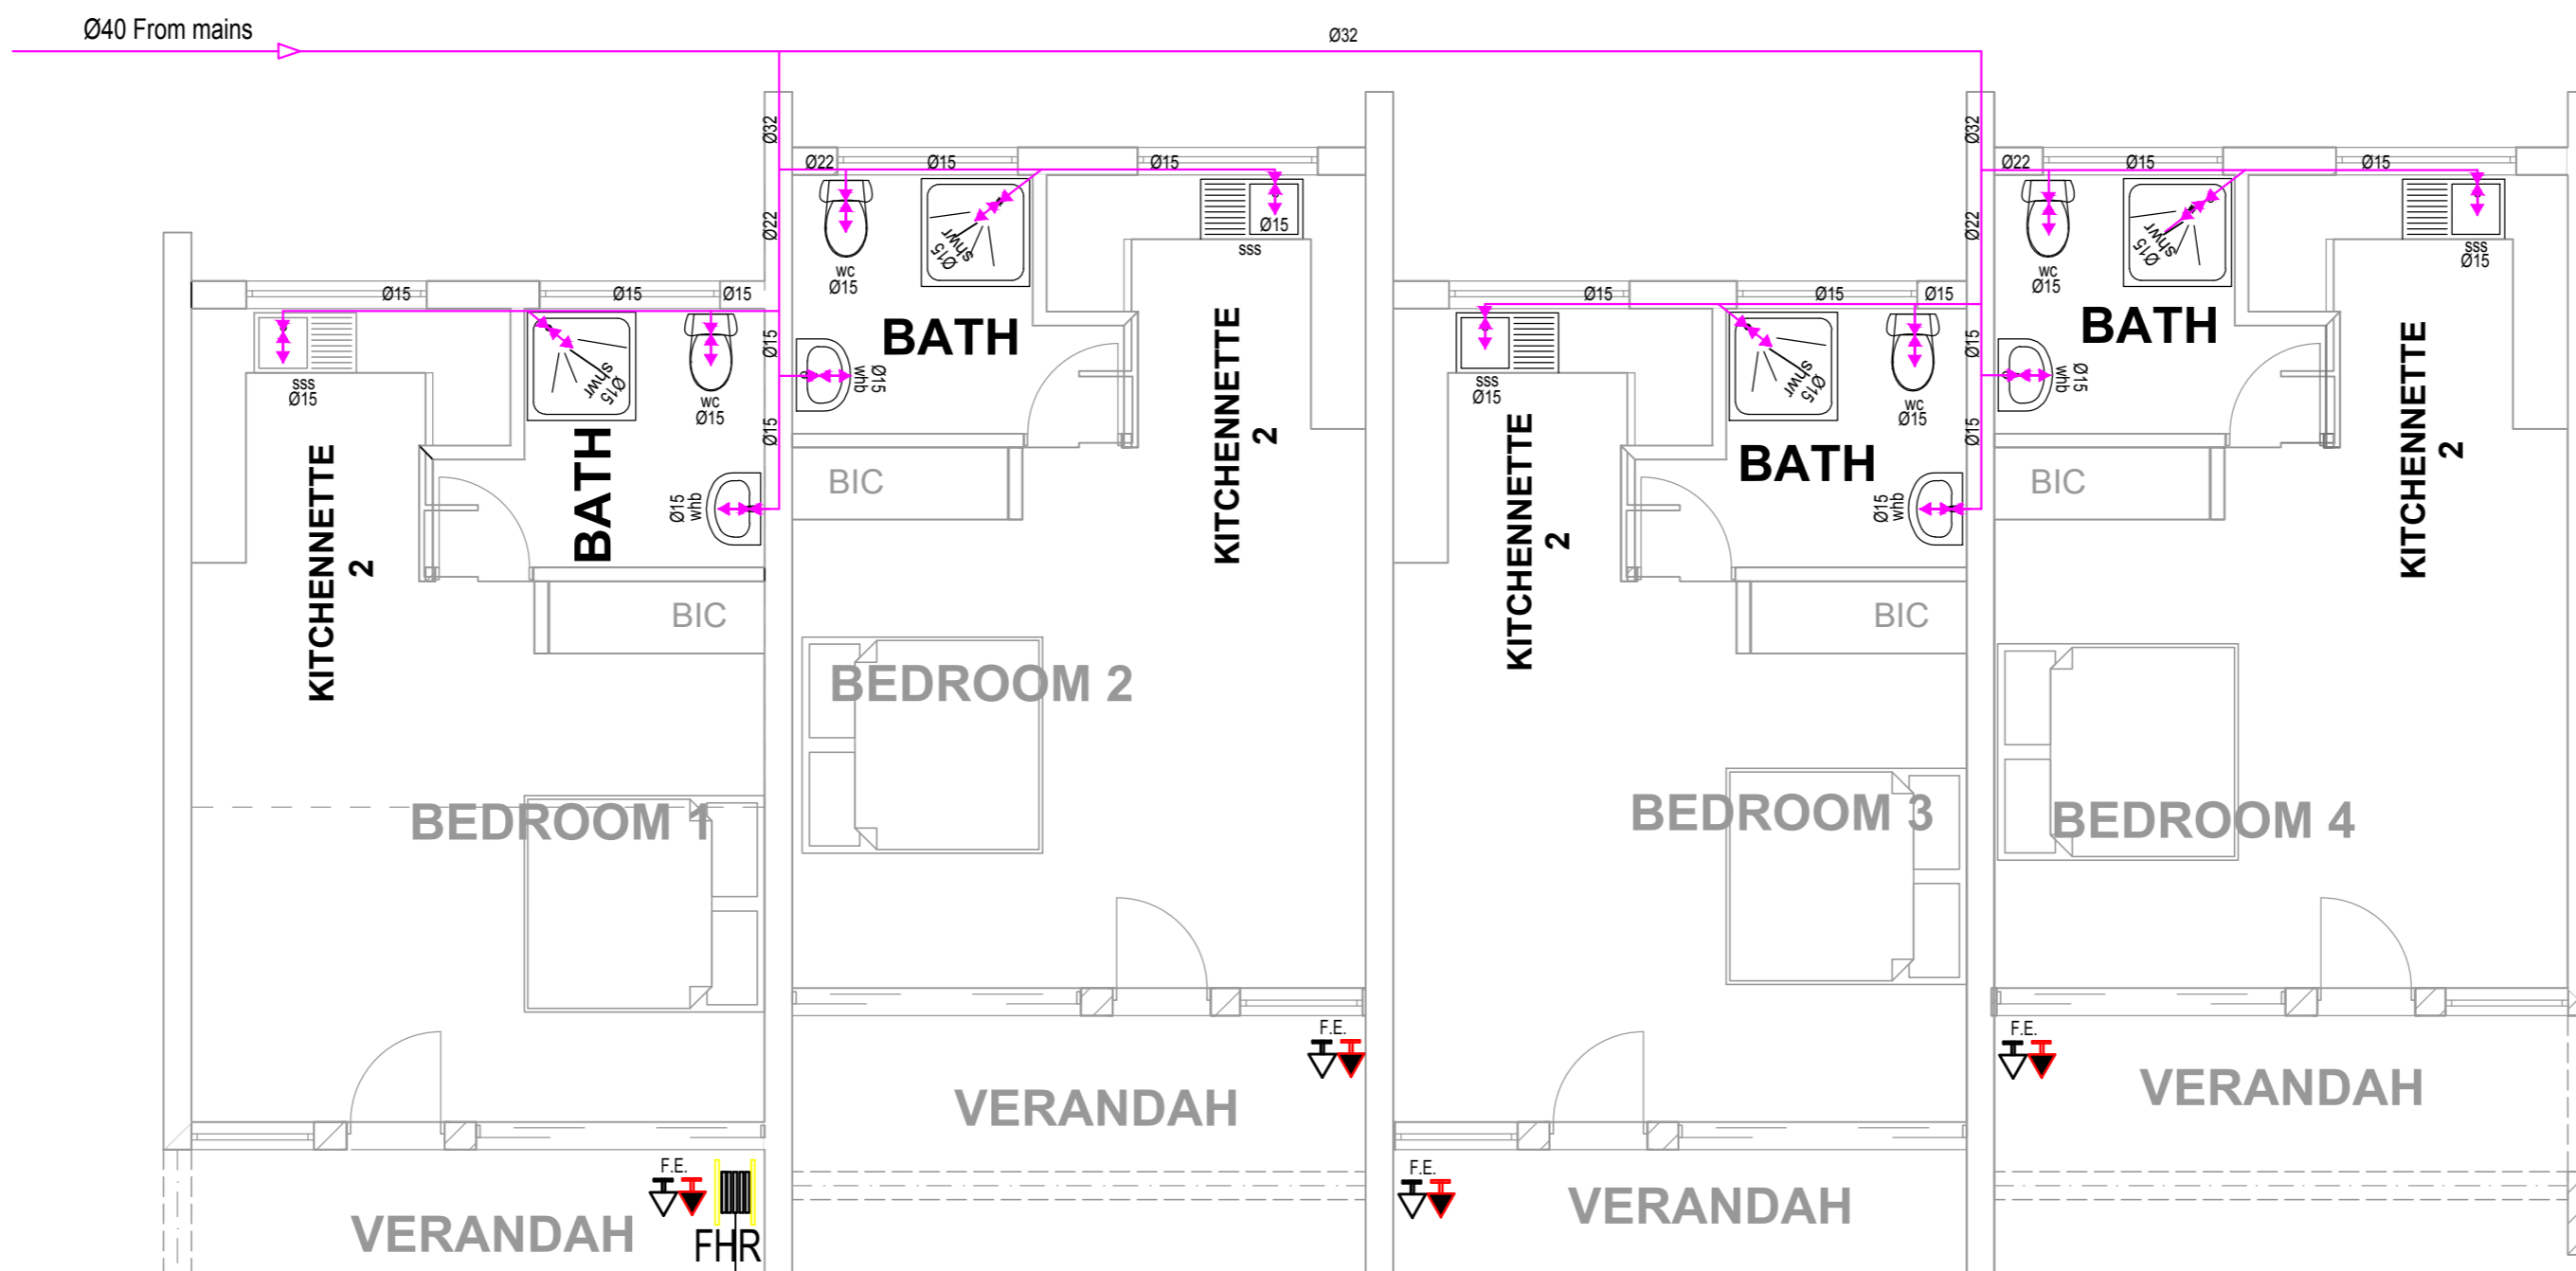 Ø40 From mains
Ø32
Ø32
Ø32
Ø22
Ø15
Ø15
Ø22
Ø15
Ø15
Ø22
Ø22
Ø15
shwr
Ø15
sss
wc
Ø15
Ø15
shwr
sss
Ø15
wc
Ø15
Ø15
Ø15
Ø15
Ø15
Ø15
Ø15
BATH
Ø15
Ø15
BATH
sss
Ø15
Ø15
shwr
wc
Ø15
Ø15
whb
sss
Ø15
Ø15
shwr
wc
Ø15
Ø15
whb
Ø15
Ø15
KITCHENNETTE
2
BATH
Ø15
whb
BIC
KITCHENNETTE
2
KITCHENNETTE
2
BATH
Ø15
whb
BIC
KITCHENNETTE
2
BIC
BIC
BEDROOM 1
BEDROOM 2
BEDROOM 3
BEDROOM 4
F.E.
F.E.
VERANDAH
VERANDAH
F.E.
F.E.
VERANDAH
FHR
VERANDAH